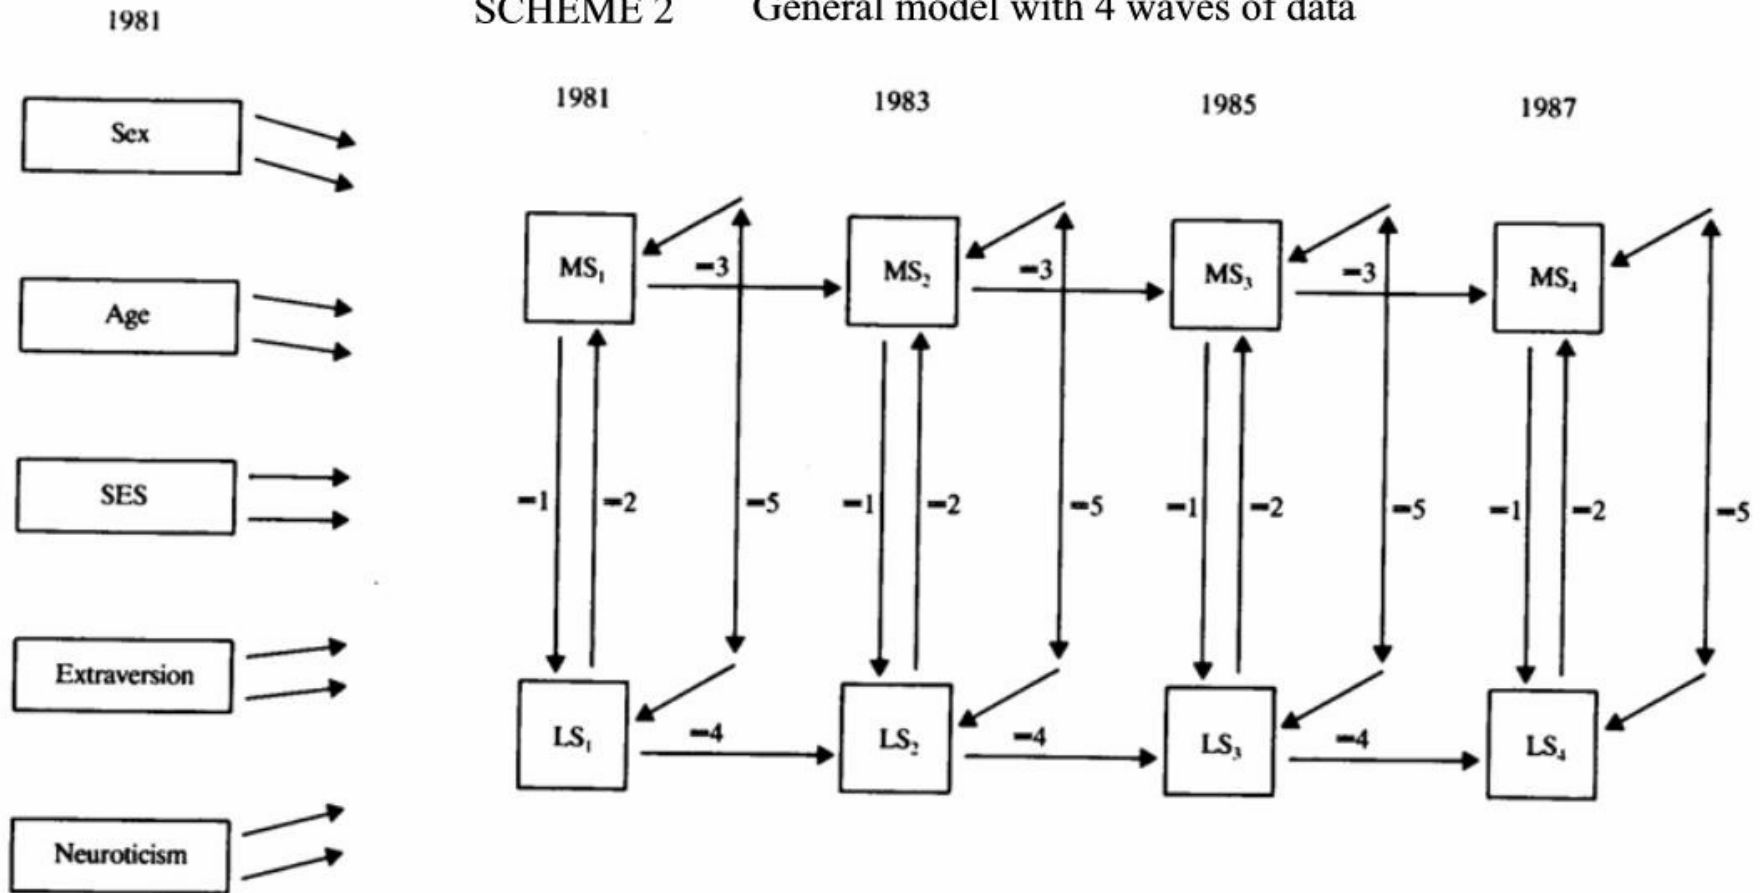 1981
SCHEME 2 General model with 4 waves of data
1981 1983 1985 1987
Sex
Age
SES
Extraversion
Neuroticism
MS₁ =3 MS₂ =3 MS₃ =3 MS₄
=1 =2 =5 =1 =2 =5 =1 =2 =5 =1 =2 =5
LS₁ =4 LS₂ =4 LS₃ =4 LS₄